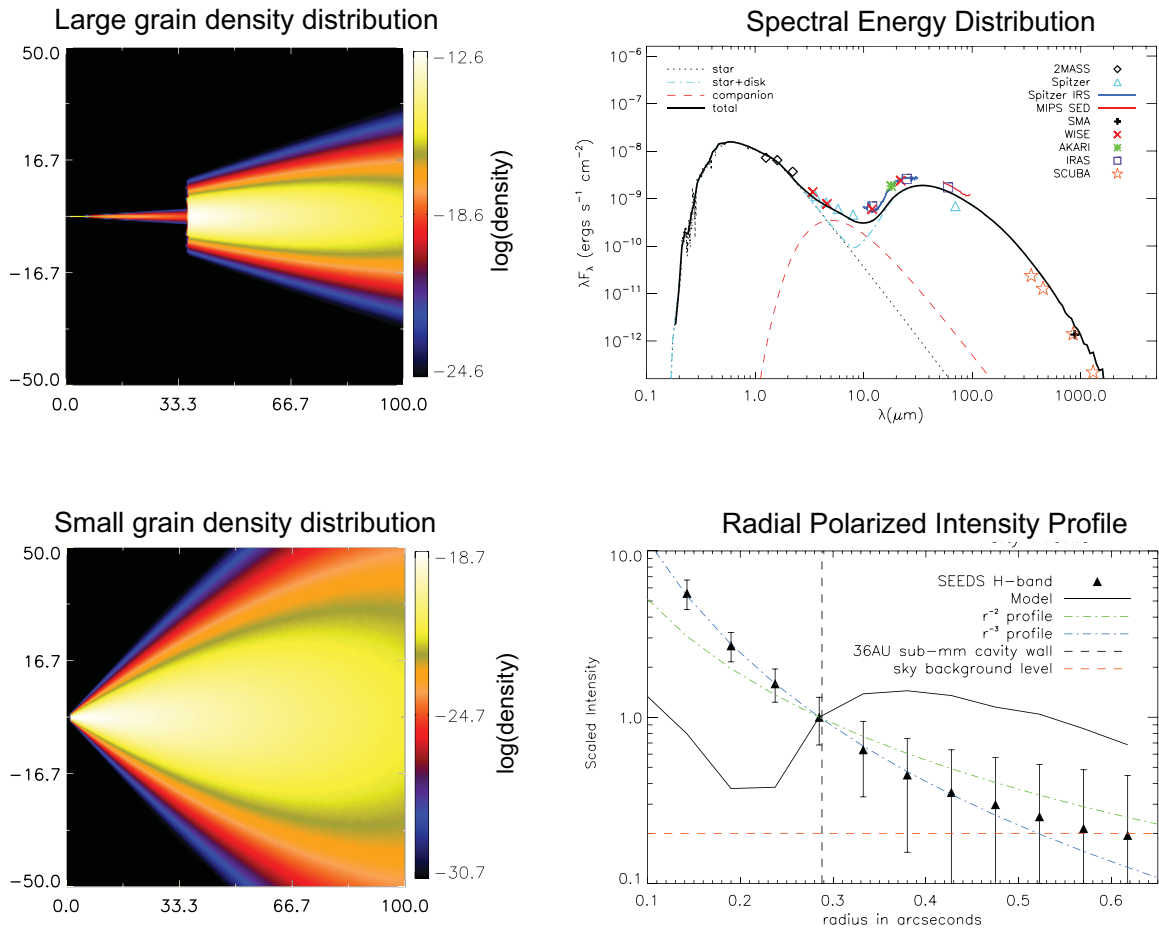 Large grain density distribution
50.0
16.7
−16.7
−50.0
0.0 33.3 66.7 100.0
−12.6
−18.6
−24.6
log(density)
Spectral Energy Distribution
10⁻⁶
10⁻⁷
10⁻⁸
10⁻⁹
10⁻¹⁰
10⁻¹¹
10⁻¹²
λFλ (ergs s⁻¹ cm⁻²)
star
star+disk
companion
total
2MASS
Spitzer
Spitzer IRS
MIPS SED
SMA
WISE
AKARI
IRAS
SCUBA
0.1 1.0 10.0 100.0 1000.0
λ(μm)
Small grain density distribution
50.0
16.7
−16.7
−50.0
0.0 33.3 66.7 100.0
−18.7
−24.7
−30.7
log(density)
Radial Polarized Intensity Profile
10.0
1.0
0.1
Scaled Intensity
SEEDS H−band
Model
r⁻² profile
r⁻³ profile
36AU sub−mm cavity wall
sky background level
0.1 0.2 0.3 0.4 0.5 0.6
radius in arcseconds